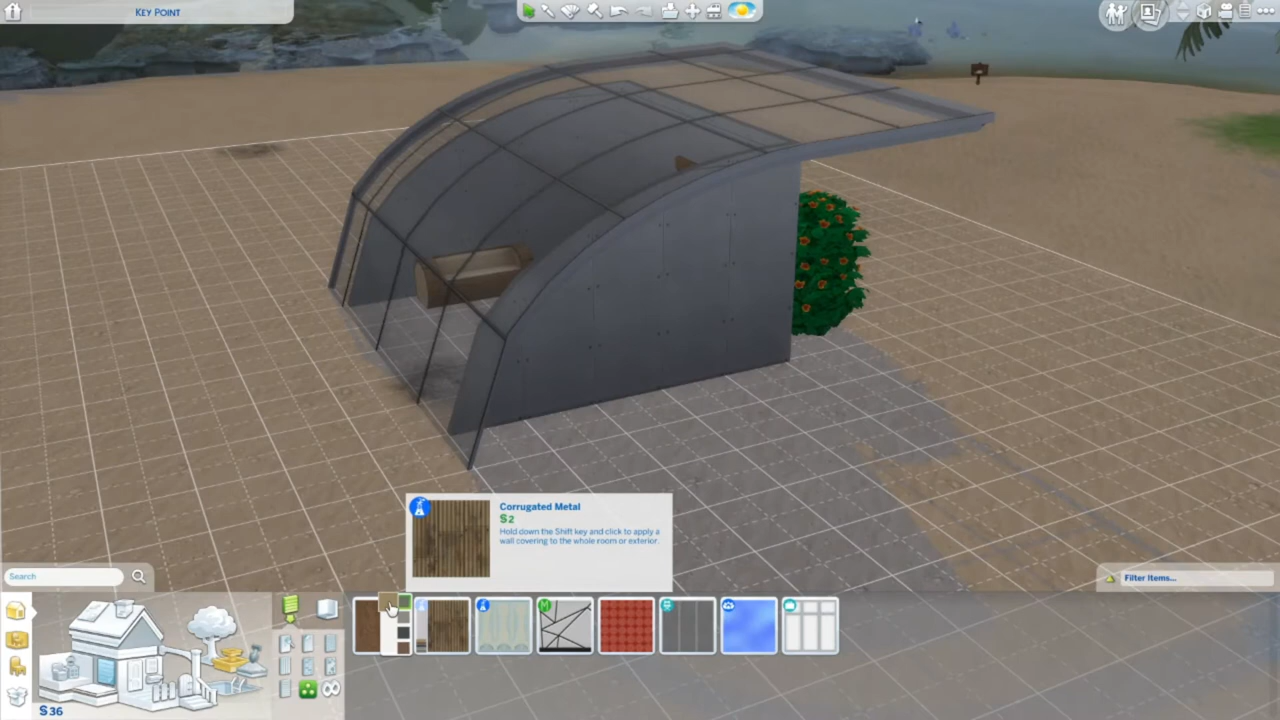 KEY POINT
Corrugated Metal
§2
Hold down the Shift key and click to apply a
wall covering to the whole room or exterior.
Search
Filter Items...
§36